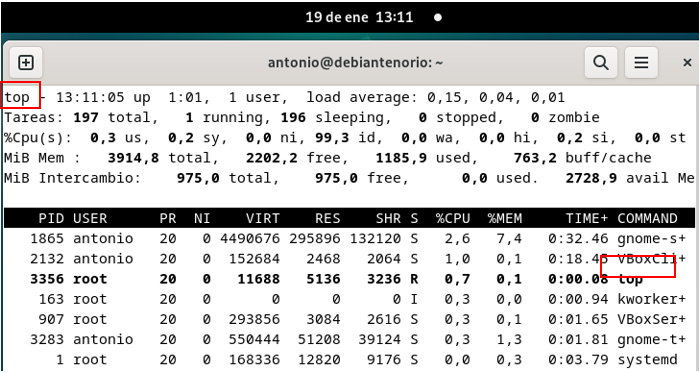 19 de ene 13:11
antonio@debiantenorio: ~
top - 13:11:05 up 1:01, 1 user, load average: 0,15, 0,04, 0,01
Tareas: 197 total, 1 running, 196 sleeping, 0 stopped, 0 zombie
%Cpu(s): 0,3 us, 0,2 sy, 0,0 ni, 99,3 id, 0,0 wa, 0,0 hi, 0,2 si, 0,0 st
MiB Mem : 3914,8 total, 2202,2 free, 1185,9 used, 763,2 buff/cache
MiB Intercambio: 975,0 total, 975,0 free, 0,0 used. 2728,9 avail Me
PID USER PR NI VIRT RES SHR S %CPU %MEM TIME+ COMMAND
1865 antonio 20 0 4490676 295896 132120 S 2,6 7,4 0:32.46 gnome-s+
2132 antonio 20 0 152684 2468 2064 S 1,0 0,1 0:18.45 VBoxCli+
3356 root 20 0 11688 5136 3236 R 0,7 0,1 0:00.08 top
163 root 20 0 0 0 0 I 0,3 0,0 0:00.94 kworker+
907 root 20 0 293856 3084 2616 S 0,3 0,1 0:01.65 VBoxSer+
3283 antonio 20 0 550444 51208 39124 S 0,3 1,3 0:01.81 gnome-t+
1 root 20 0 168336 12820 9176 S 0,0 0,3 0:03.79 systemd